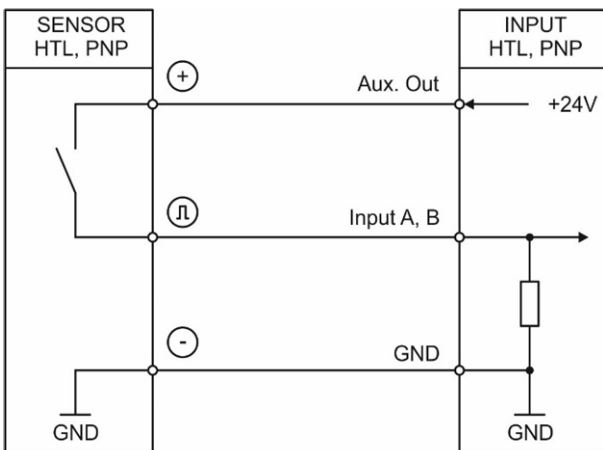 SENSOR
HTL, PNP
INPUT
HTL, PNP
+
Aux. Out
+24V
Input A, B
-
GND
GND
GND